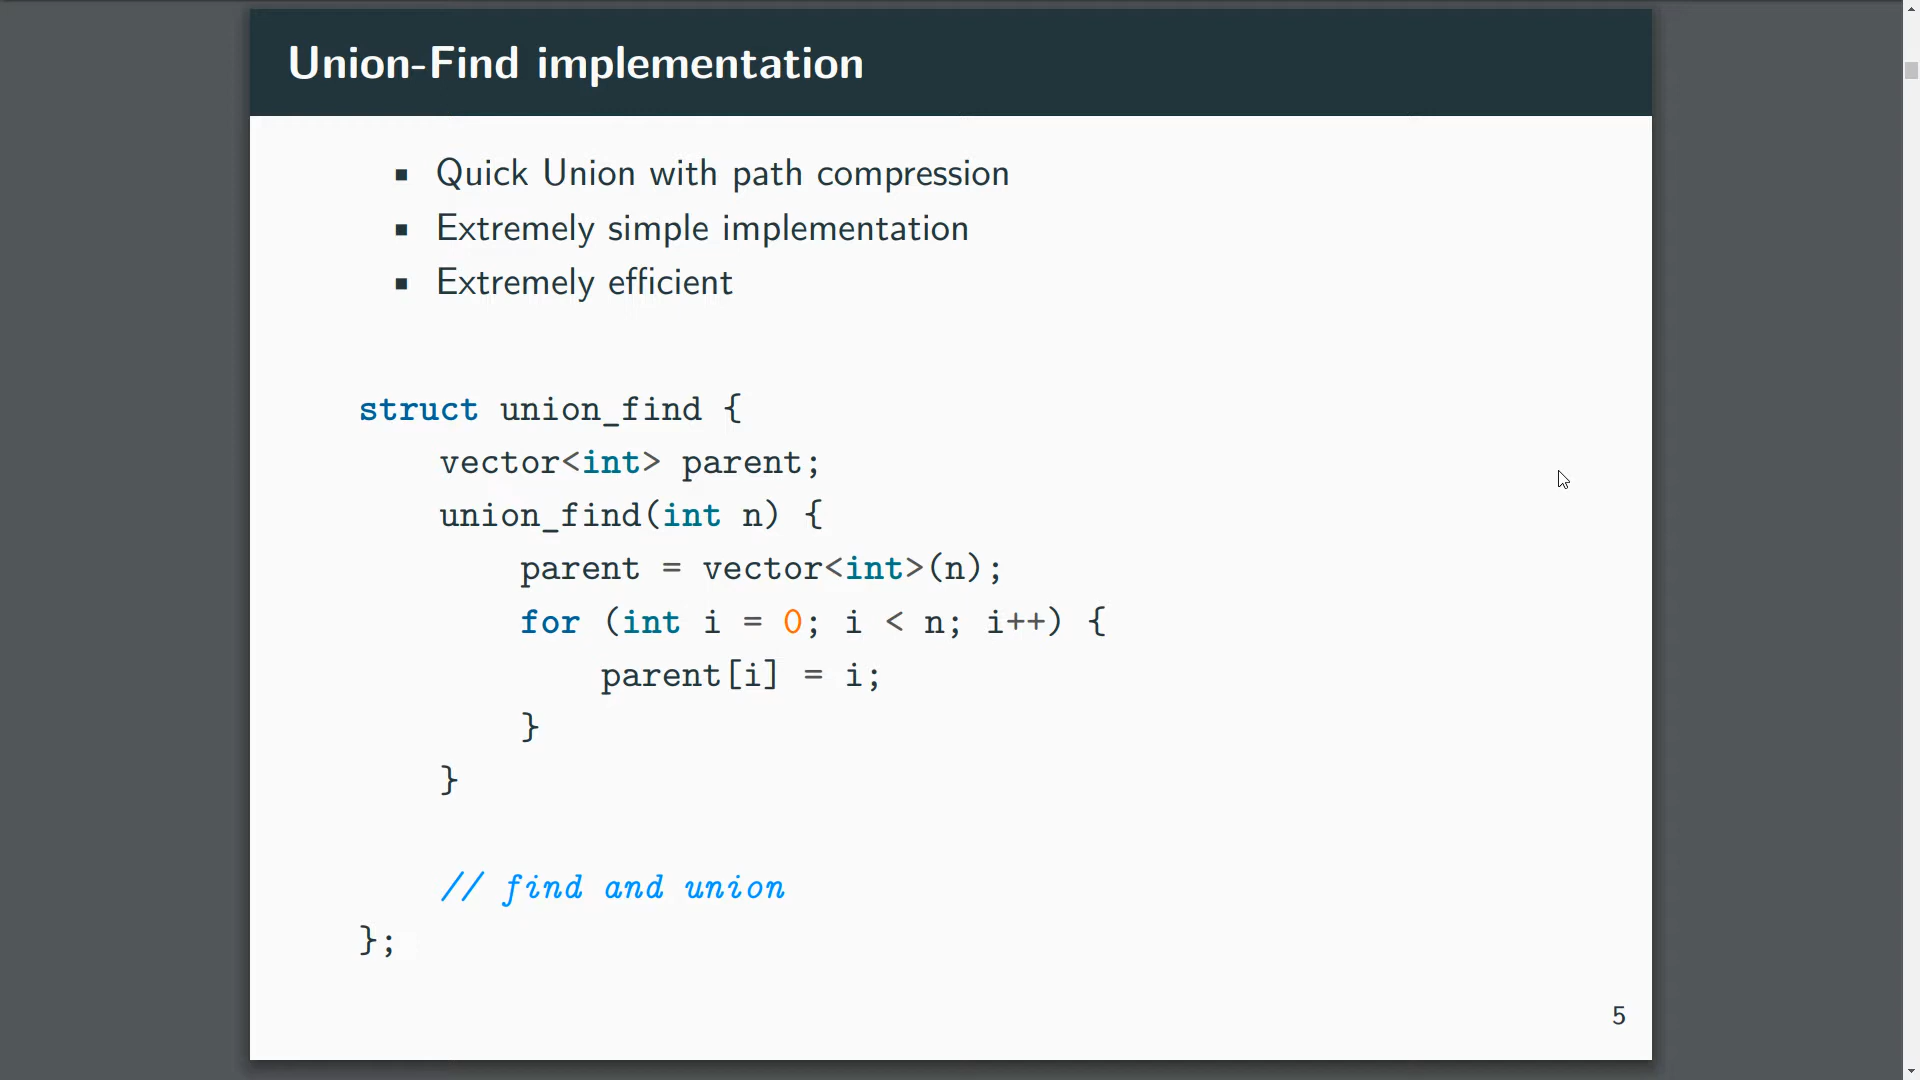 Union-Find implementation
▪ Quick Union with path compression
▪ Extremely simple implementation
▪ Extremely efficient
struct union_find {
    vector<int> parent;
    union_find(int n) {
        parent = vector<int>(n);
        for (int i = 0; i < n; i++) {
            parent[i] = i;
        }
    }
    // find and union
};
5